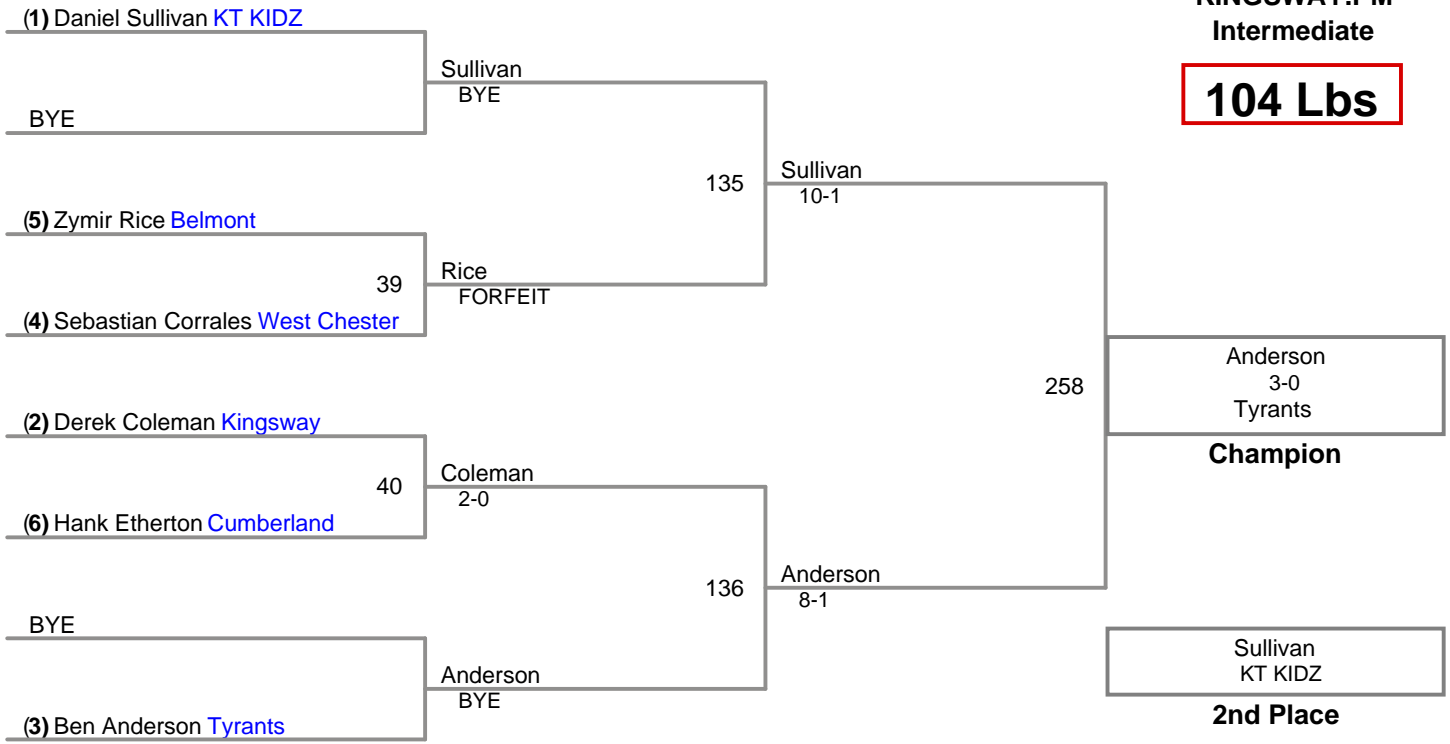 (1) Daniel Sullivan KT KIDZ
BYE
(5) Zymir Rice Belmont
39
(4) Sebastian Corrales West Chester
(2) Derek Coleman Kingsway
40
(6) Hank Etherton Cumberland
BYE
(3) Ben Anderson Tyrants
Sullivan
BYE
135
Rice
FORFEIT
Coleman
2-0
136
Anderson
BYE
Sullivan
10-1
258
Anderson
8-1
Intermediate
104 Lbs
Anderson
3-0
Tyrants
Champion
Sullivan
KT KIDZ
2nd Place